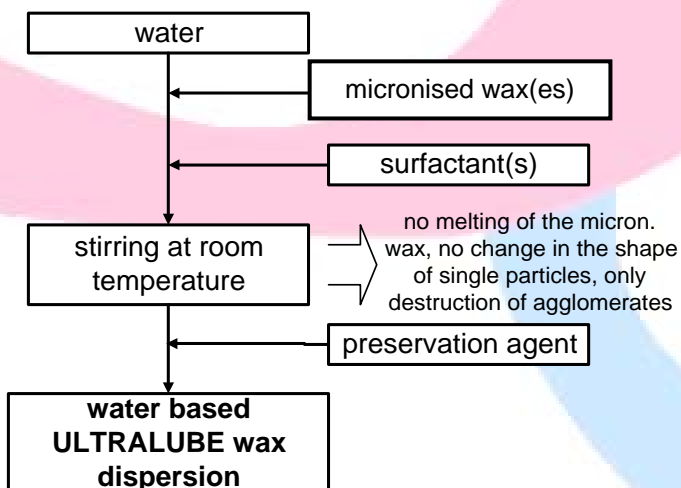 water
micronised wax(es)
surfactant(s)
stirring at room
temperature
no melting of the micron.
wax, no change in the shape
of single particles, only
destruction of agglomerates
preservation agent
water based
ULTRALUBE wax
dispersion